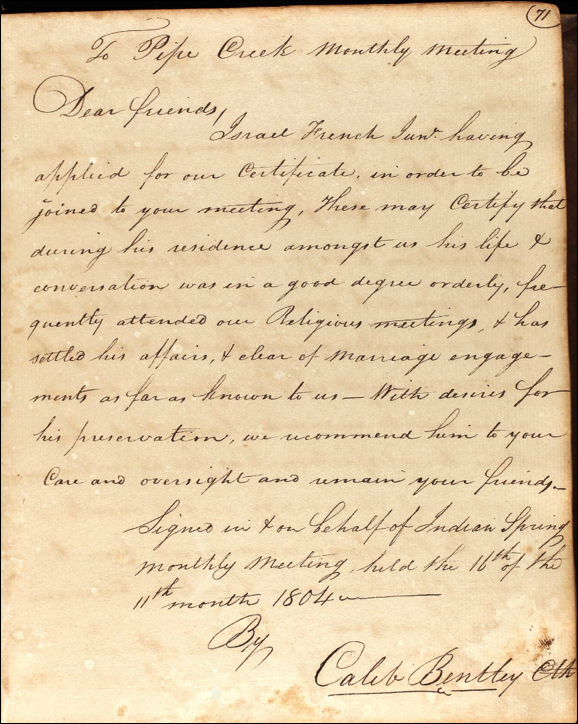 71
To Pipe Creek Monthly Meeting
Dear friends,
Israel French Junr. having
applied for our Certificate, in order to be
joined to your meeting, These may Certify that
during his residence amongst us his life &
conversation was in a good degree orderly, fre-
quently attended our Religious meetings, & has
settled his affairs, & clear of marriage engage-
ments as far as known to us – With desires for
his preservation, we recommend him to your
Care and oversight and remain your friends –
Signed in & on behalf of Indian Spring
monthly Meeting, held the 16th of the
11th month 1804
By
Caleb Bentley Clk